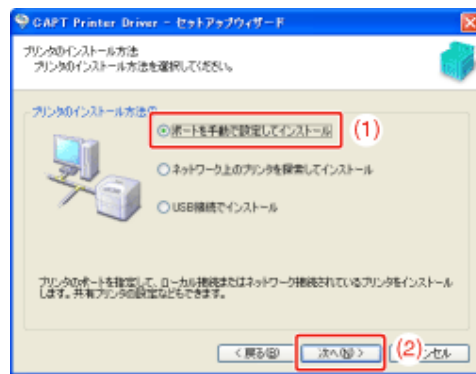 CAPT Printer Driver - セットアップウィザード
プリンタのインストール方法
プリンタのインストール方法を選択してください。
プリンタのインストール方法
ポートを手動で設定してインストール
(1)
ネットワーク上のプリンタを探索してインストール
USB接続でインストール
プリンタのポートを指定して、ローカル接続またはネットワーク接続されているプリンタをインストール
します。共有プリンタの設定などもできます。
< 戻る(B)
次へ(N) >
(2)
ンセル